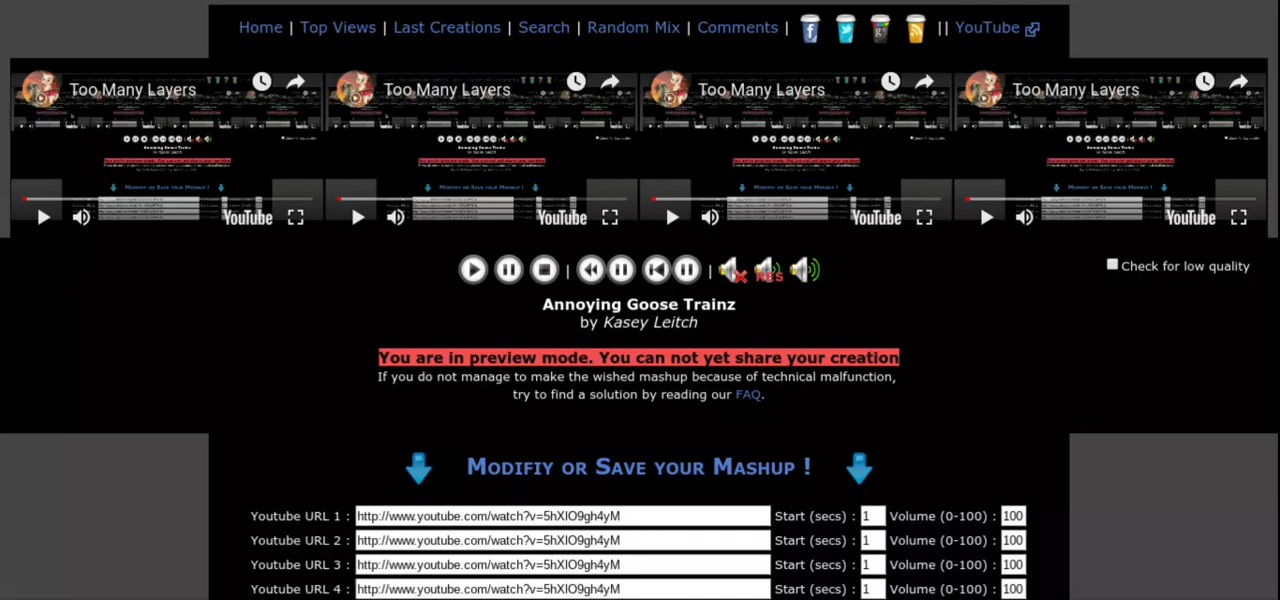 Home | Top Views | Last Creations | Search | Random Mix | Comments | || YouTube
Too Many Layers Too Many Layers Too Many Layers Too Many Layers
YouTube YouTube YouTube YouTube
| | RES
Check for low quality
Annoying Goose Trainz
by Kasey Leitch
You are in preview mode. You can not yet share your creation
If you do not manage to make the wished mashup because of technical malfunction,
try to find a solution by reading our FAQ.
Modifiy or Save your Mashup !
Youtube URL 1 : http://www.youtube.com/watch?v=5hXlO9gh4yM Start (secs) : 1 Volume (0-100) : 100
Youtube URL 2 : http://www.youtube.com/watch?v=5hXlO9gh4yM Start (secs) : 1 Volume (0-100) : 100
Youtube URL 3 : http://www.youtube.com/watch?v=5hXlO9gh4yM Start (secs) : 1 Volume (0-100) : 100
Youtube URL 4 : http://www.youtube.com/watch?v=5hXlO9gh4yM Start (secs) : 1 Volume (0-100) : 100